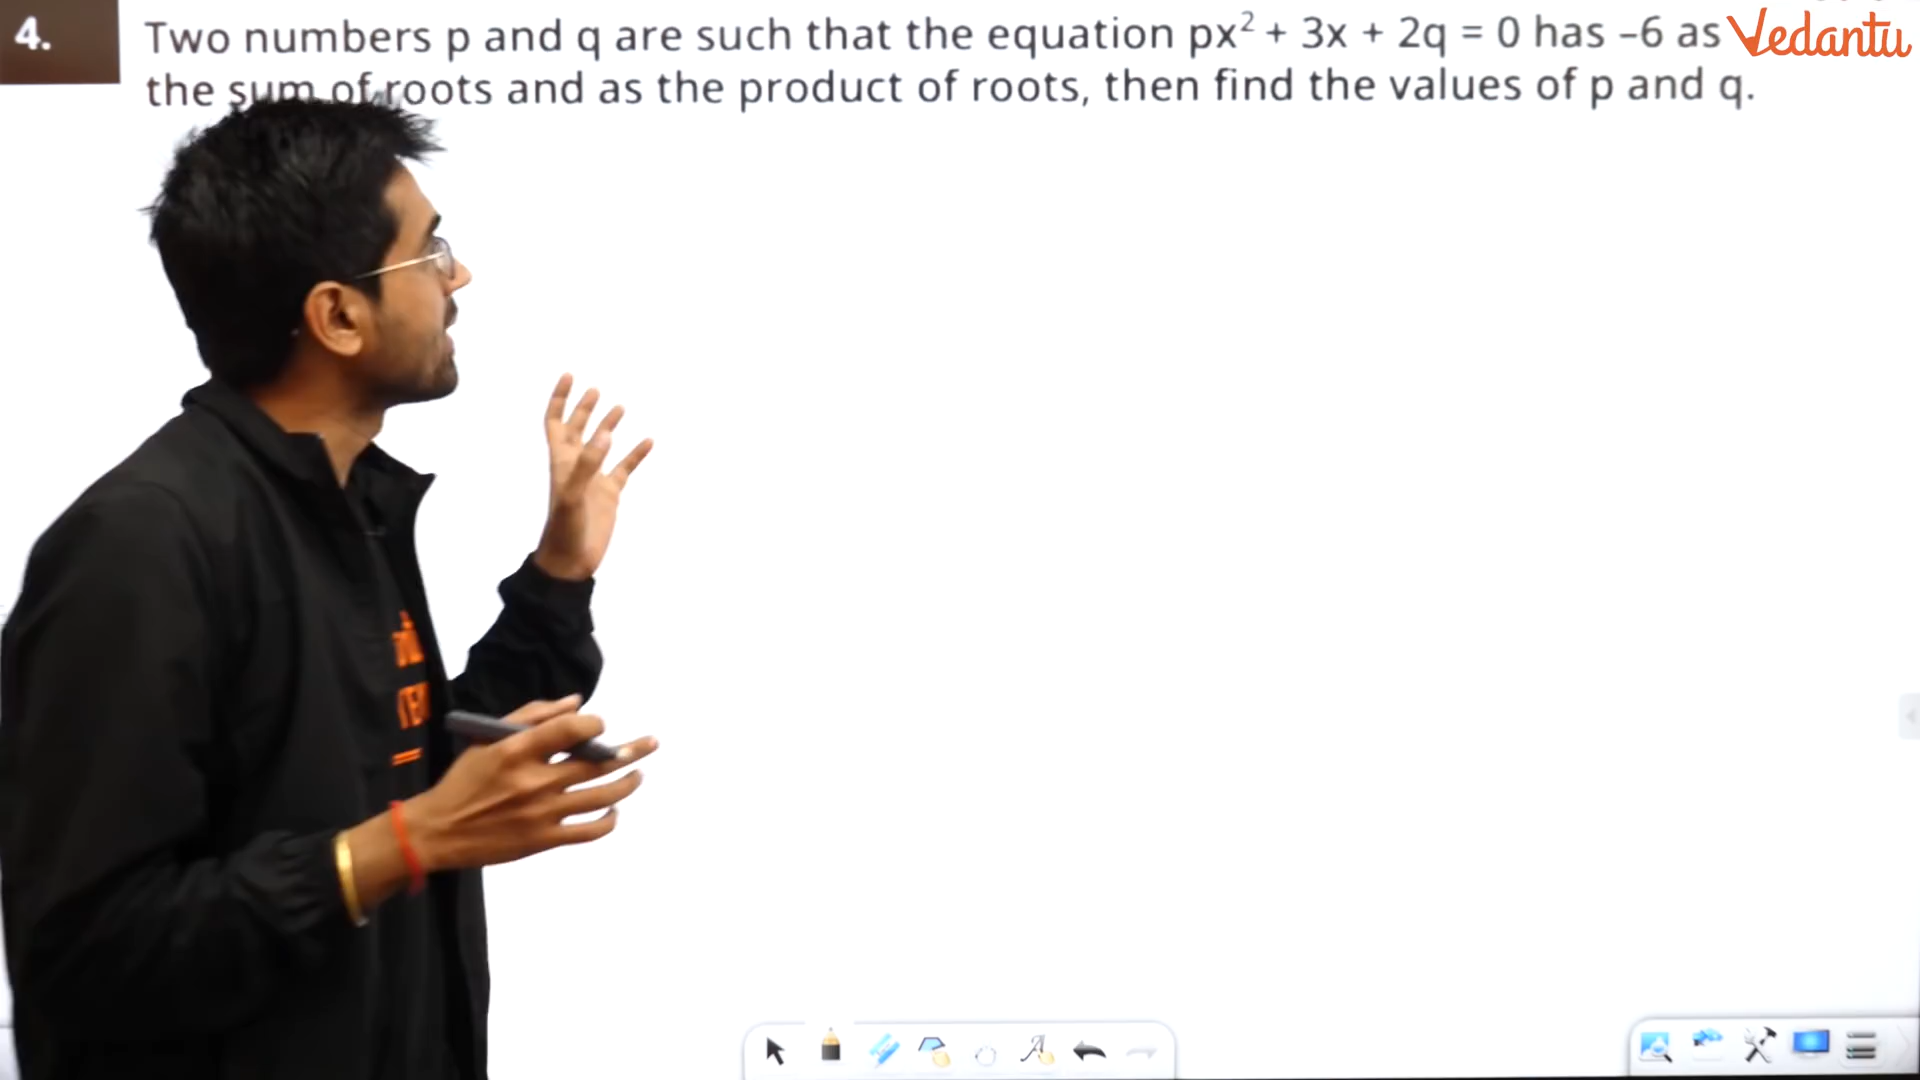 4.
Two numbers p and q are such that the equation px² + 3x + 2q = 0 has –6 as
the sum of roots and as the product of roots, then find the values of p and q.
Vedantu